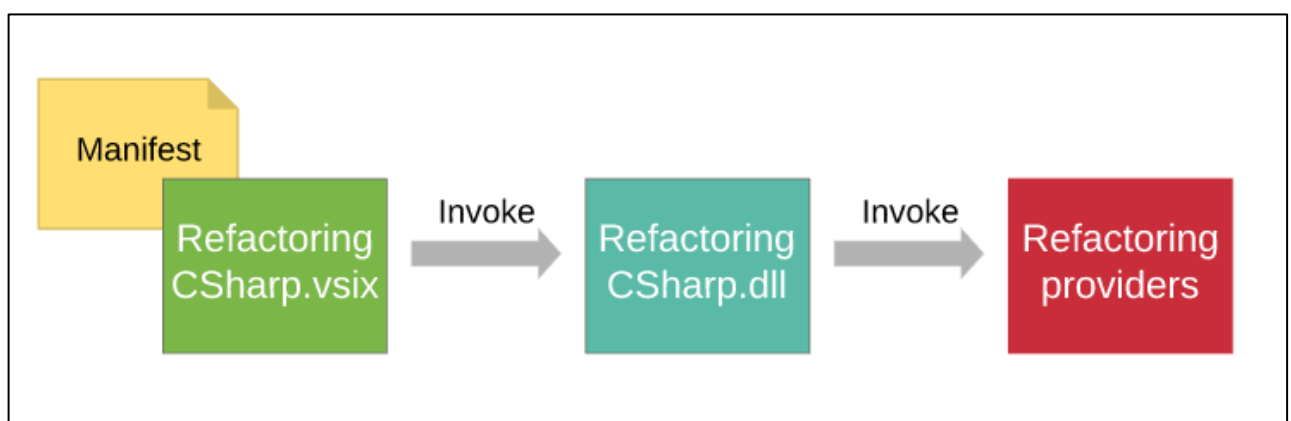 Manifest
Refactoring
CSharp.vsix
Invoke
Refactoring
CSharp.dll
Invoke
Refactoring
providers